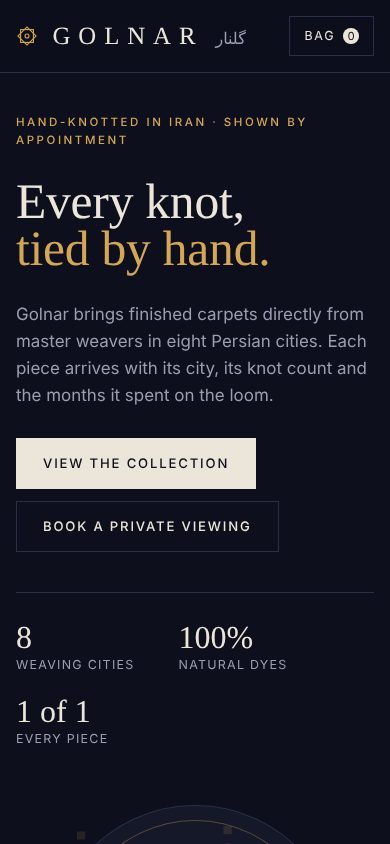 GOLNAR گلنار
BAG 0
HAND-KNOTTED IN IRAN · SHOWN BY
APPOINTMENT
Every knot,
tied by hand.
Golnar brings finished carpets directly from
master weavers in eight Persian cities. Each
piece arrives with its city, its knot count and
the months it spent on the loom.
VIEW THE COLLECTION
BOOK A PRIVATE VIEWING
8
WEAVING CITIES
100%
NATURAL DYES
1 of 1
EVERY PIECE